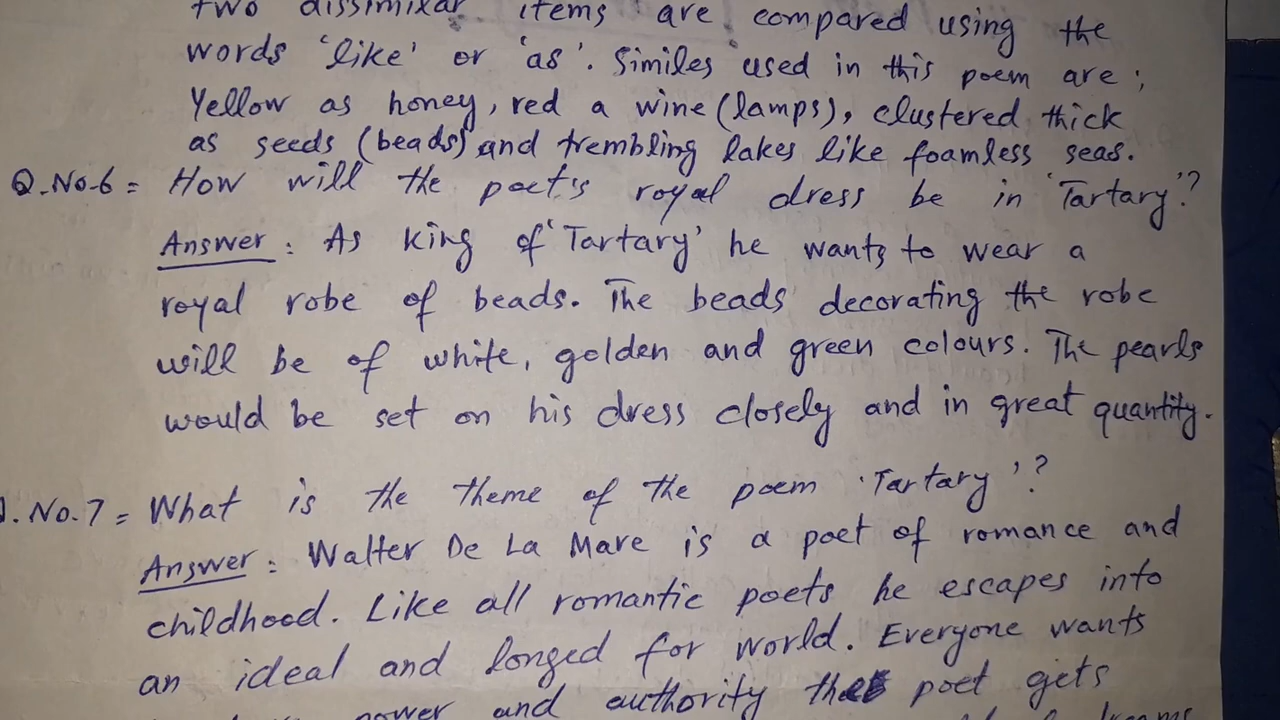 two dissimilar items are compared using the
words 'like' or 'as'. Similes used in this poem are;
Yellow as honey, red a wine (lamps), clustered thick
as seeds (beads) and trembling lakes like foamless seas.
Q.No-6 = How will the poet's royal dress be in 'Tartary'?
Answer: As King of 'Tartary' he wants to wear a
royal robe of beads. The beads decorating the robe
will be of white, golden and green colours. The pearls
would be set on his dress closely and in great quantity.
Q.No.7 = What is the theme of the poem 'Tartary'?
Answer: Walter De La Mare is a poet of romance and
childhood. Like all romantic poets he escapes into
an ideal and longed for world. Everyone wants
power and authority the poet gets
dreams